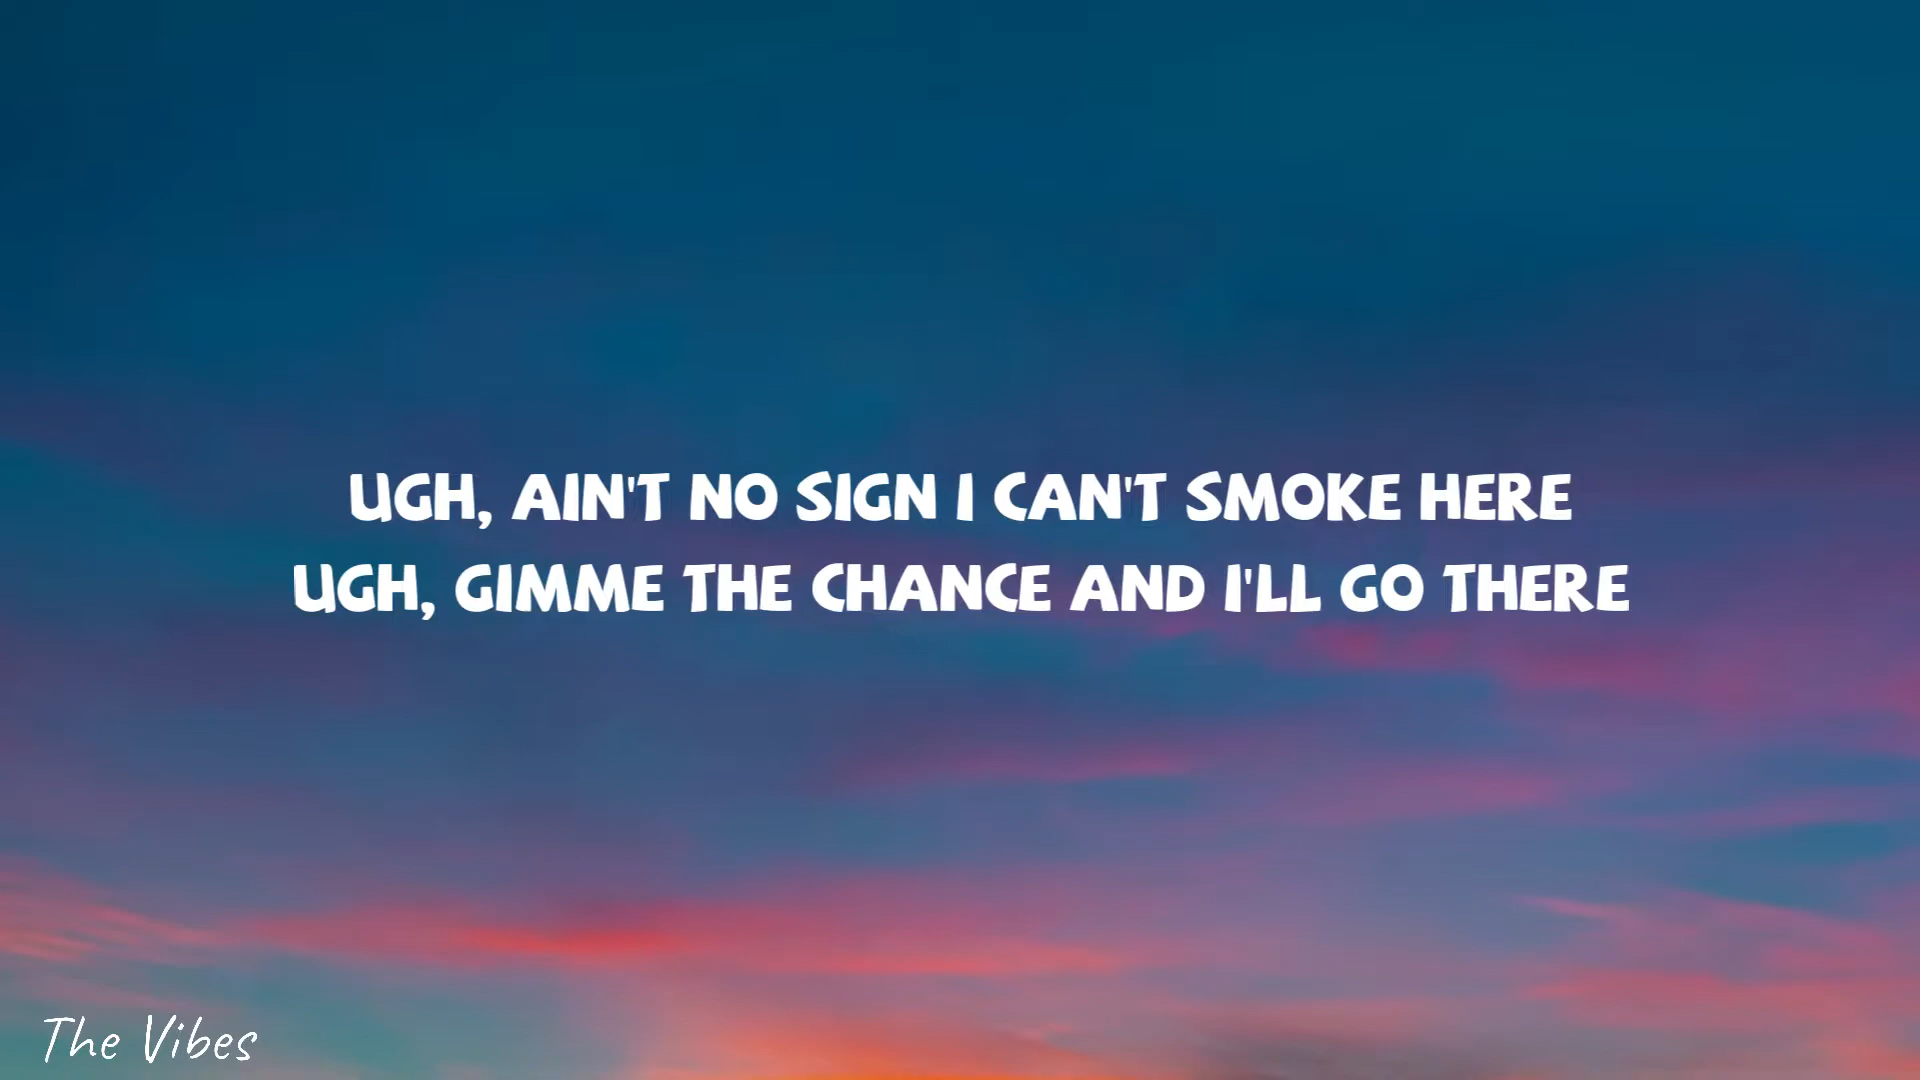 UGH, AIN'T NO SIGN I CAN'T SMOKE HERE
UGH, GIMME THE CHANCE AND I'LL GO THERE
The Vibes